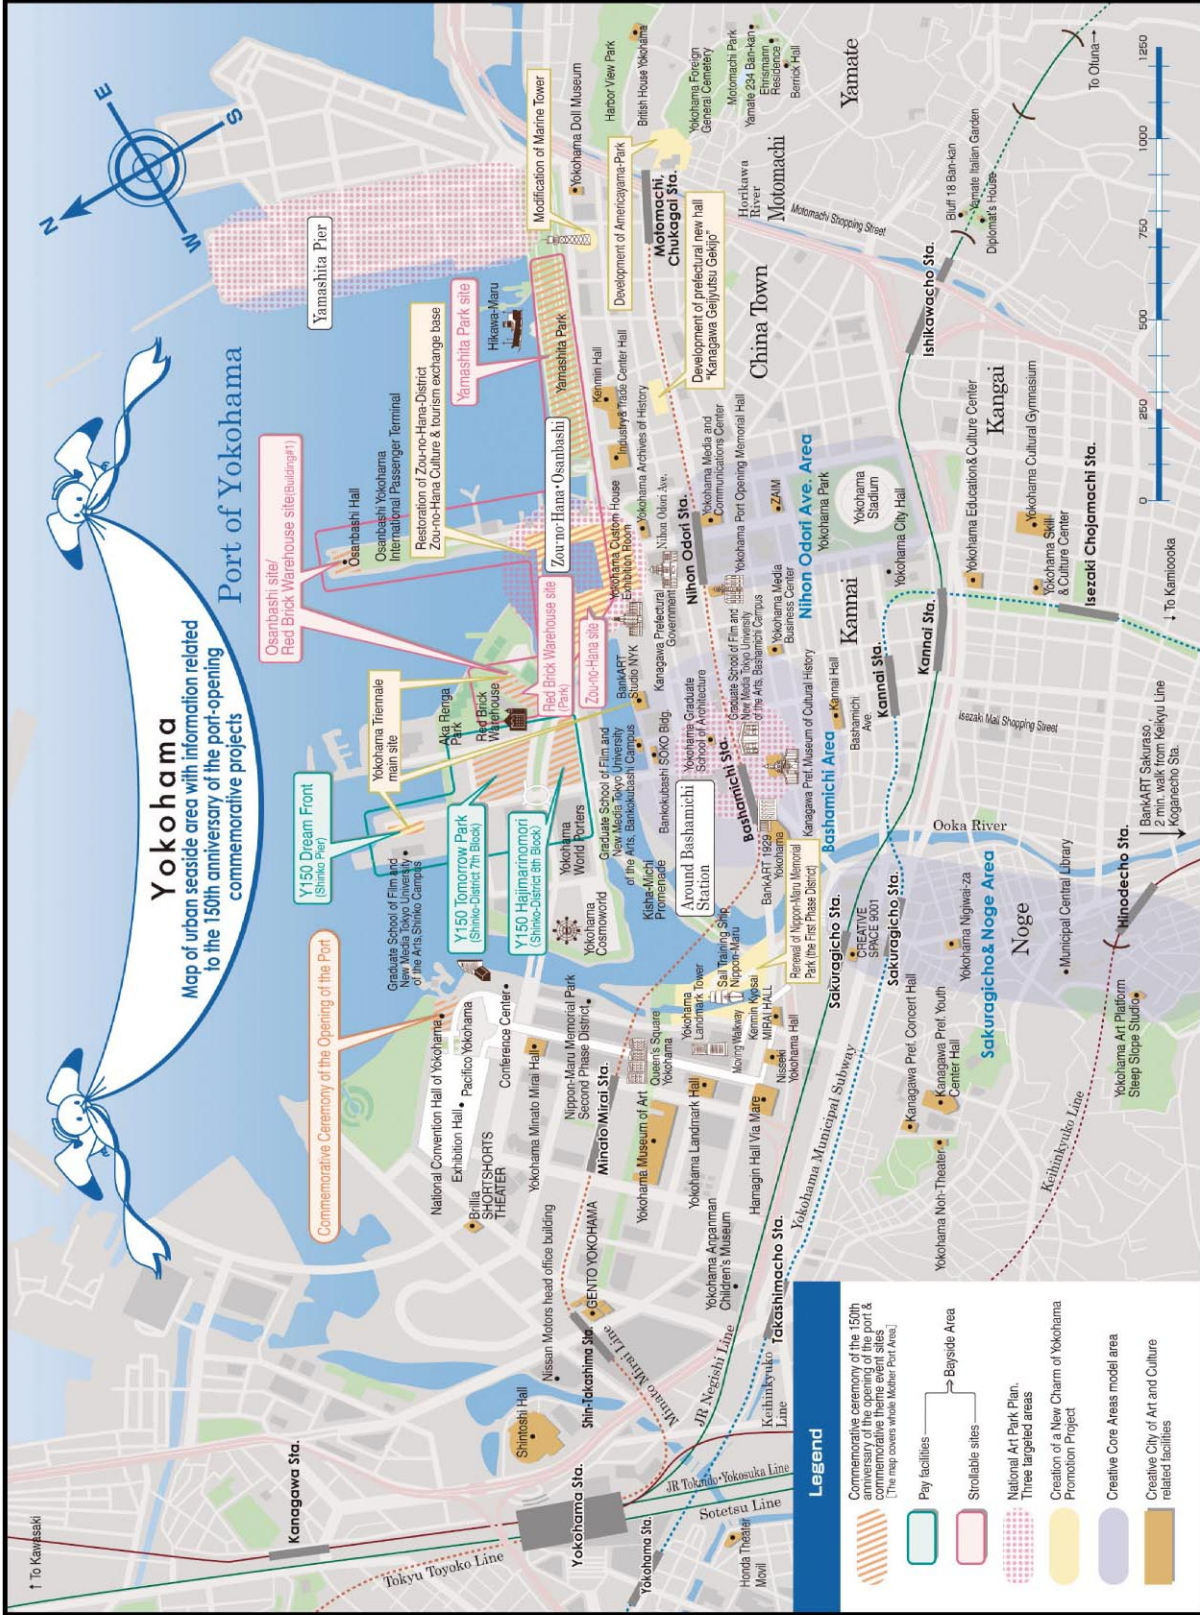 Yokohama
Map of urban seaside area with information related
to the 150th anniversary of the port-opening
commemorative projects
Port of Yokohama
N
E
S
W
↑ To Kawasaki
Kanagawa Sta.
Tokyu Toyoko Line
Yokohama Sta.
Yokohama Sta.
Honda Theater
Movil
Sotetsu Line
JR Tokaido·Yokosuka Line
Keihinkyuko
Line
Minato Mirai Line
JR Negishi Line
Shintoshi Hall
Shin-Takashima Sta.
Nissan Motors head office building
GENTO YOKOHAMA
Takashimacho Sta.
Yokohama Municipal Subway
Yokohama Anpanman
Children's Museum
Commemorative Ceremony of the Opening of the Port
National Convention Hall of Yokohama
Exhibition Hall
Pacifico Yokohama
Brillia
SHORTSHORTS
THEATER
Conference Center
Yokohama Minato Mirai Hall
Nippon-Maru Memorial Park
Second Phase District
Minato Mirai Sta.
Yokohama Museum of Art
Queen's Square
Yokohama
Yokohama Landmark Hall
Yokohama
Landmark Tower
Sail Training Ship
Nippon-Maru
Moving Walkway
Kenmin Kyosai
MIRAI HALL
Nisseki
Yokohama Hall
Hamagin Hall Via Mare
Renewal of Nippon-Maru Memorial
Park (the First Phase District)
Y150 Dream Front
(Shinko Pier)
Yokohama Triennale
main site
Graduate School of Film and
New Media Tokyo University
of the Arts, Shinko Campus
Y150 Tomorrow Park
(Shinko-District 7th Block)
Y150 Hajimarinomori
(Shinko-District 8th Block)
Yokohama
Cosmoworld
Yokohama
World Porters
Kisha-Michi
Promenade
Graduate School of Film and
New Media Tokyo University
of the Arts, Bankokubashi Campus
Bankokubashi SOKO Bldg.
Aka Renga
Park
Red Brick
Warehouse
Osanbashi site/
Red Brick Warehouse site(Building#1)
Red Brick Warehouse site
(Park)
Zou-no-Hana site
BankART
Studio NYK
Osanbashi Hall
Osanbashi Yokohama
International Passenger Terminal
Restoration of Zou-no-Hana-District
Zou-no-Hana Culture & tourism exchange base
Yamashita Park site
Zou-no-Hana·Osanbashi
Yamashita Pier
Hikawa-Maru
Yamashita Park
Modification of Marine Tower
Yokohama Doll Museum
Harbor View Park
British House Yokohama
Development of Americayama-Park
Yokohama Foreign
General Cemetery
Motomachi Park
Yamate 234 Ban-kan
Ehrismann
Residence
Berrick Hall
Yamate
Kenmin Hall
Industry&Trade Center Hall
Yokohama Archives of History
Yokohama Custom House
Exhibition Room
Nihon Odori Ave.
Kanagawa Prefectural
Government
Nihon Odori Sta.
Motomachi,
Chukagai Sta.
Horikawa
River
Motomachi
Motomachi Shopping Street
Development of prefectural new hall
"Kanagawa Geijyutsu Gekijo"
China Town
Yokohama Media and
Communications Center
Yokohama Port Opening Memorial Hall
ZAIM
Nihon Odori Ave. Area
Yokohama Park
Yokohama
Stadium
Yokohama City Hall
Yokohama Graduate
School of Architecture
Graduate School of Film and
New Media Tokyo University
of the Arts, Bashamichi Campus
Yokohama Media
Business Center
Around Bashamichi
Station
Bashamichi Sta.
BankART 1929
Yokohama
Kanagawa Pref. Museum of Cultural History
Kannai Hall
Bashamichi Area
Bashamichi
Ave.
Kannai
Kannai Sta.
Kannai Sta.
Isezaki Mall Shopping Street
Ishikawacho Sta.
Bluff 18 Ban-kan
Yamate Italian Garden
Diplomat's House
To Ofuna→
Yokohama Education& Culture Center
Kangai
Yokohama Cultural Gymnasium
Yokohama Skill
& Culture Center
Isezaki Chojamachi Sta.
↓ To Kamioooka
0
250
500
750
1000
1250
Sakuragicho Sta.
CREATIVE
SPACE 9001
Sakuragicho Sta.
Ooka River
Yokohama Nigiwai-za
Sakuragicho& Noge Area
Noge
Municipal Central Library
Hinodecho Sta.
BankART Sakuraso
2 min. walk from Keikyu Line
Koganecho Sta.
Kanagawa Pref. Concert Hall
Kanagawa Pref. Youth
Center Hall
Yokohama Noh-Theater
Keihinkyuko Line
Yokohama Art Platform
Steep Slope Studio
Legend
Commemorative ceremony of the 150th
anniversary of the opening of the port &
commemorative theme event sites
[The map covers whole Mother Port Area]
Pay facilities
Strollable sites
⇒ Bayside Area
National Art Park Plan.
Three targeted areas
Creation of a New Charm of Yokohama
Promotion Project
Creative Core Areas model area
Creative City of Art and Culture
related facilities